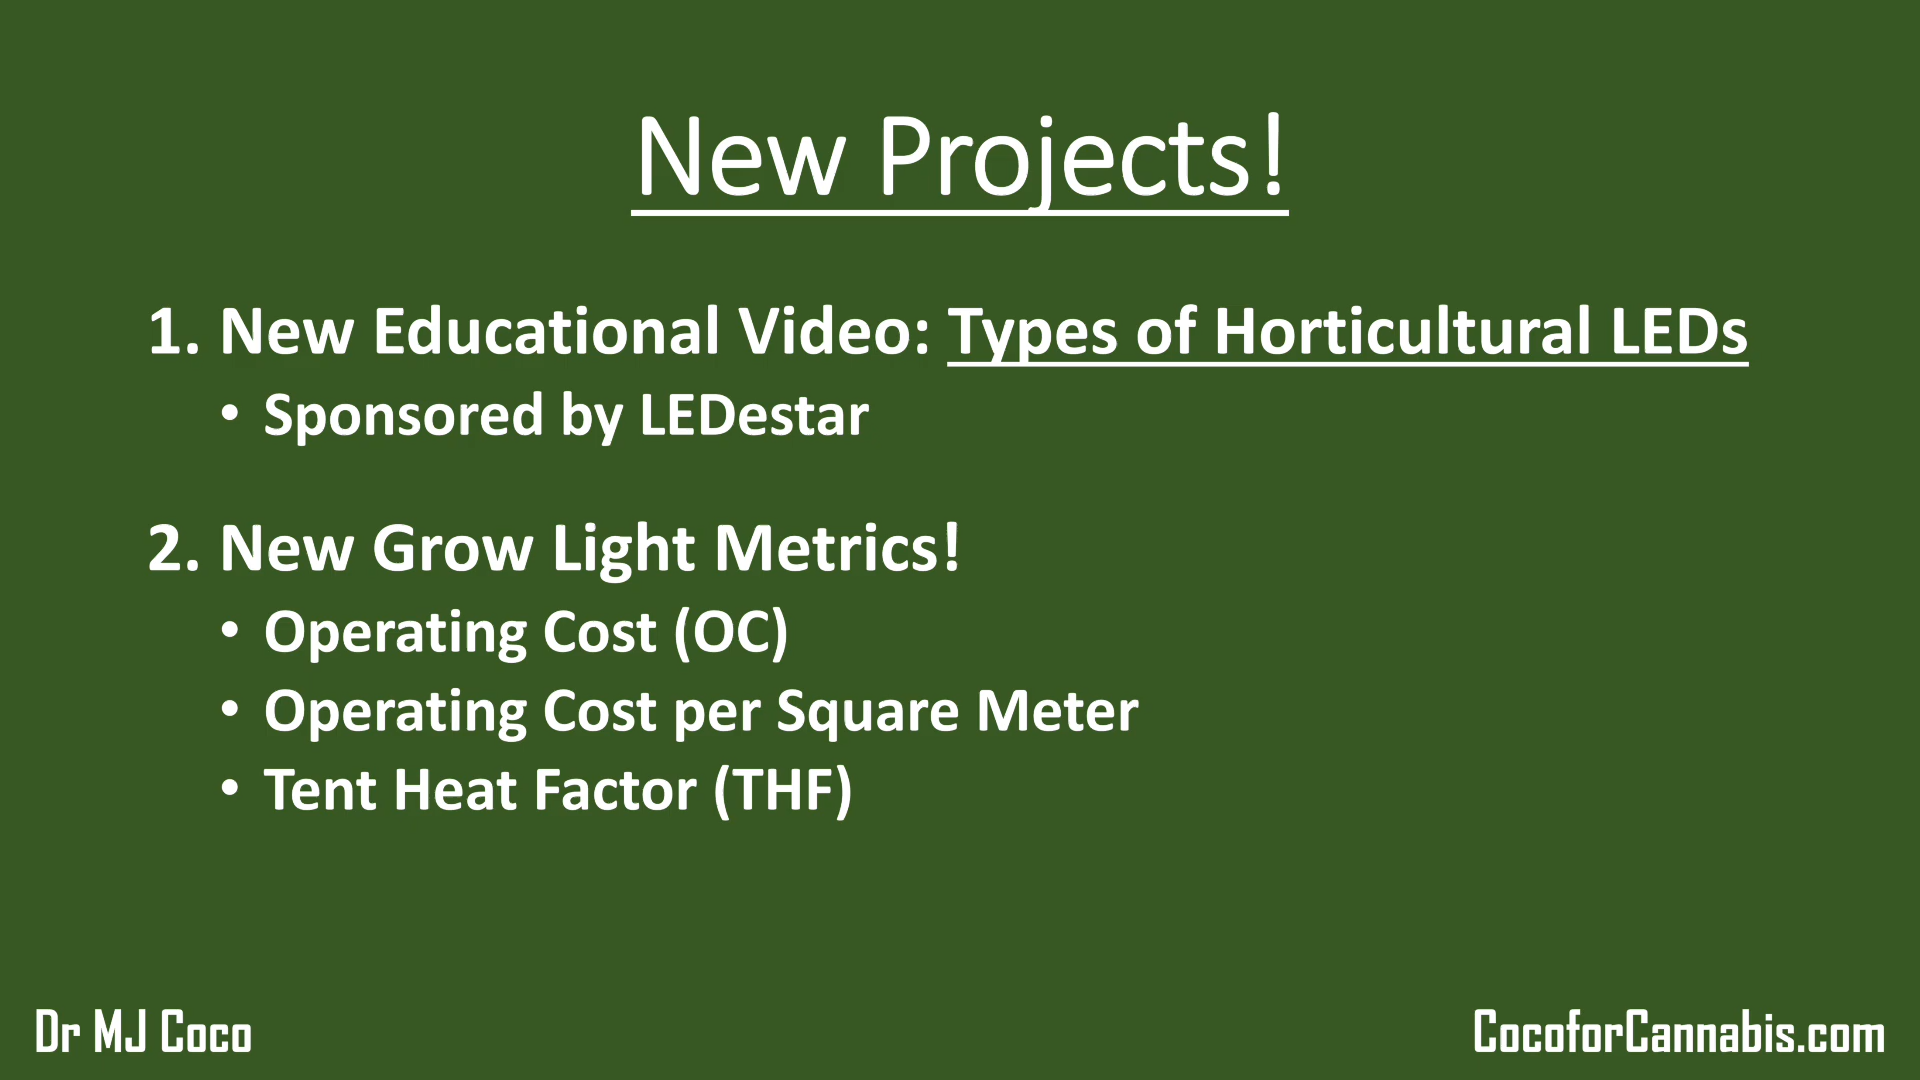 New Projects!
1. New Educational Video: Types of Horticultural LEDs
• Sponsored by LEDestar
2. New Grow Light Metrics!
• Operating Cost (OC)
• Operating Cost per Square Meter
• Tent Heat Factor (THF)
Dr MJ Coco
CocoforCannabis.com